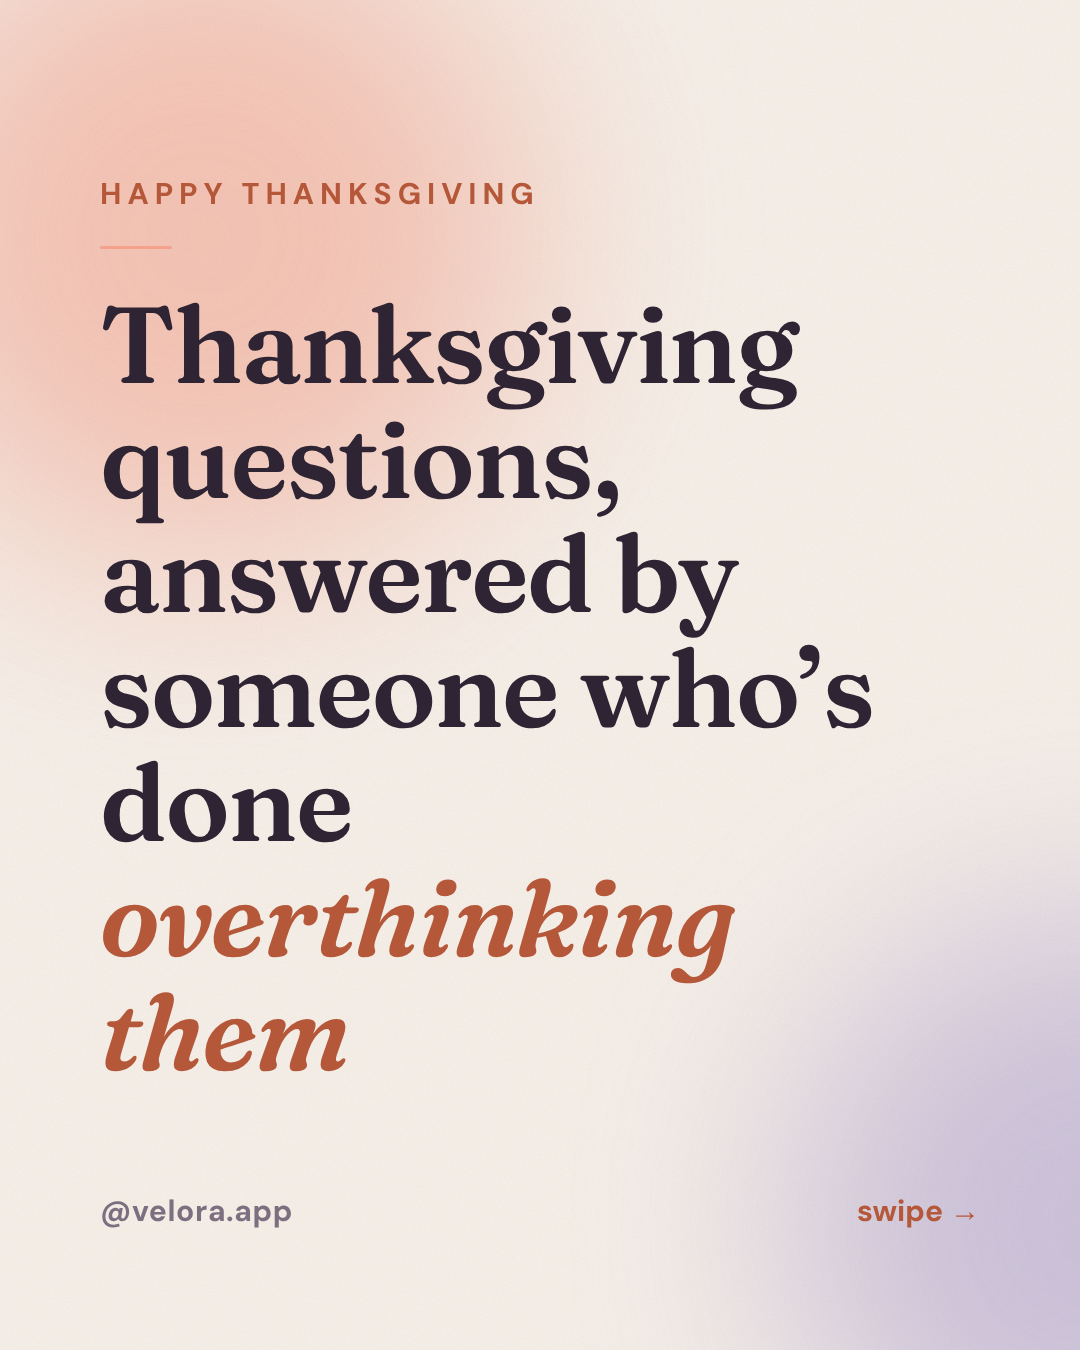 HAPPY THANKSGIVING
Thanksgiving
questions,
answered by
someone who’s
done
overthinking
them
@velora.app
swipe →